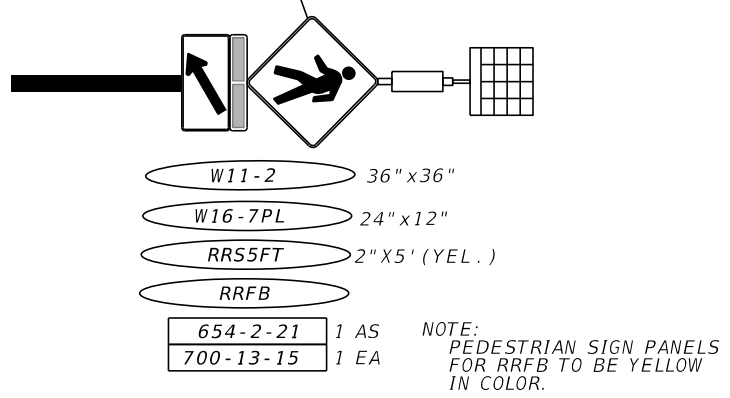 W11-2 36"x36"
W16-7PL 24"x12"
RRS5FT 2"X5'(YEL.)
RRFB
654-2-21 1 AS
700-13-15 1 EA
NOTE:
PEDESTRIAN SIGN PANELS
FOR RRFB TO BE YELLOW
IN COLOR.